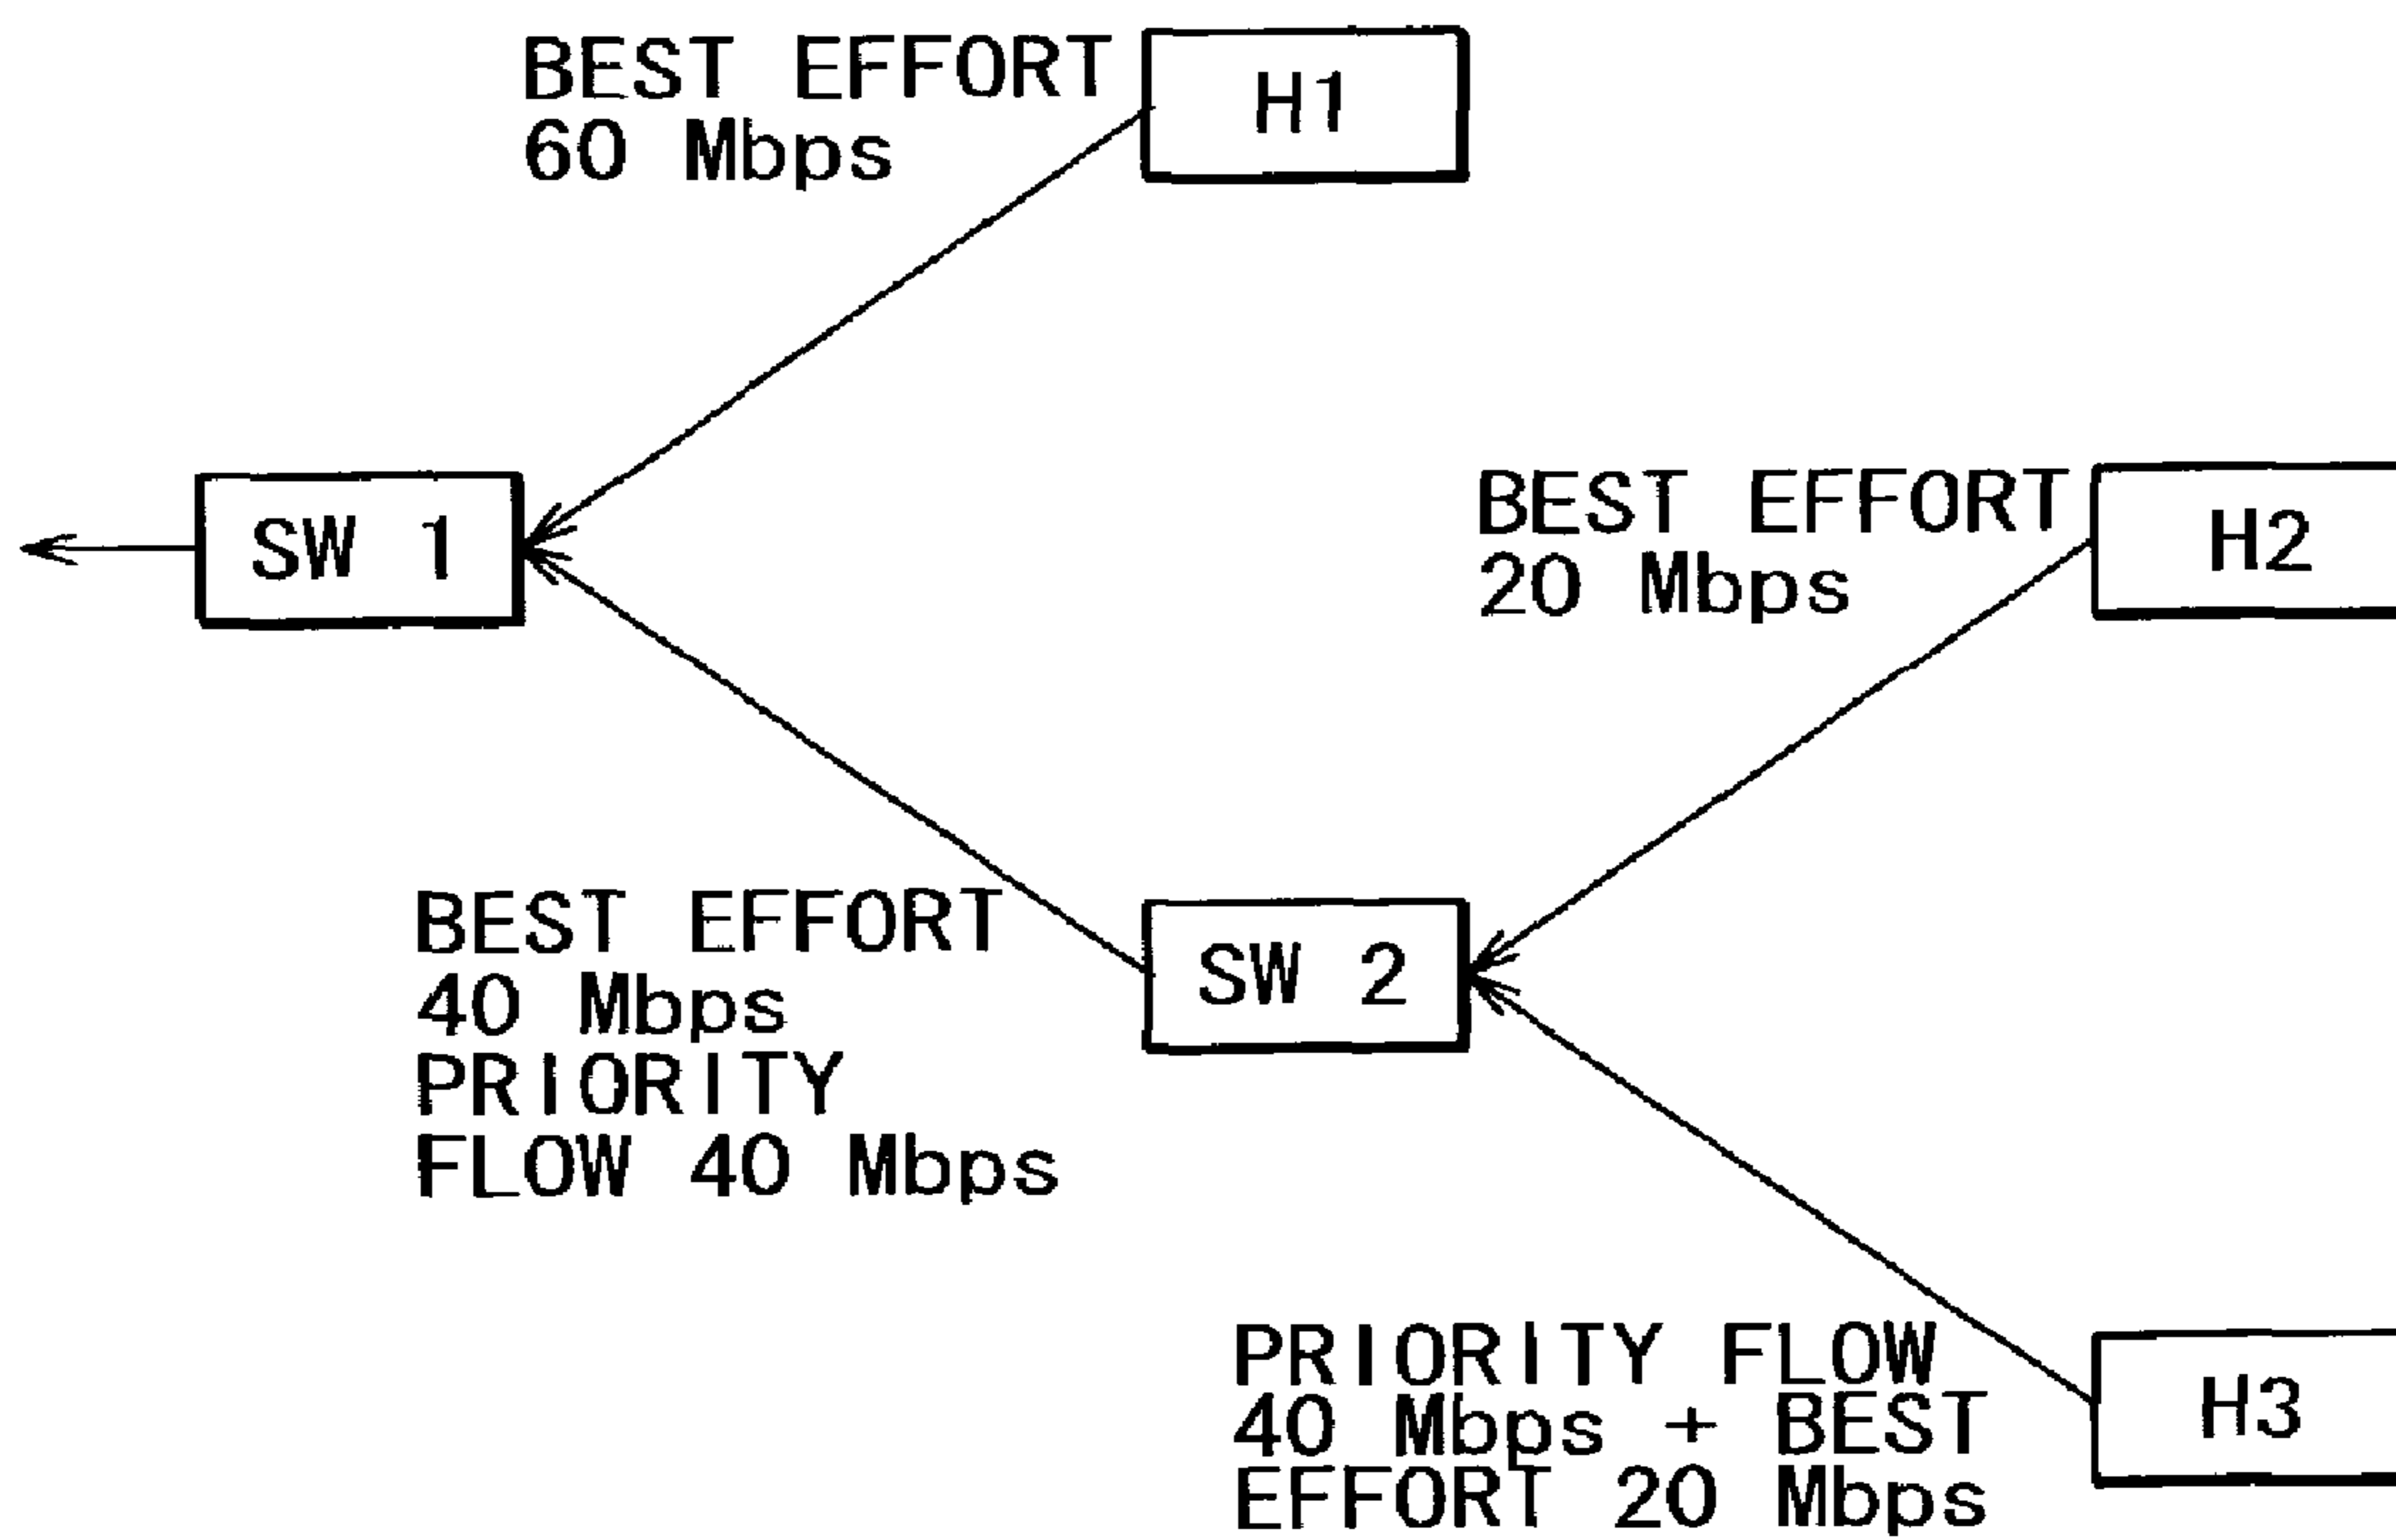 BEST EFFORT
60 Mbps
H1
SW 1
BEST EFFORT
20 Mbps
H2
BEST EFFORT
40 Mbps
PRIORITY
FLOW 40 Mbps
SW 2
PRIORITY FLOW
40 Mbps + BEST
EFFORT 20 Mbps
H3